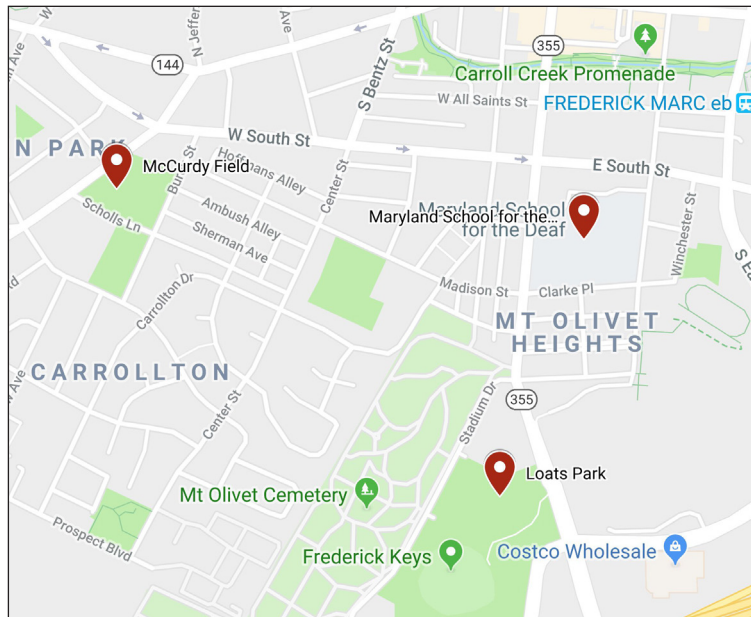 355
Ave
W
N Jeffer
144
S Bentz St
Carroll Creek Promenade
W All Saints St
FREDERICK MARC eb
W South St
E South St
N PARK
McCurdy Field
Hoffmans Alley
Center St
Scholls Ln
Ambush Alley
Sherman Ave
Maryland School
for the Deaf
Maryland School for the...
Winchester St
Madison St
Clarke Pl
Carrollton Dr
MT OLIVET
HEIGHTS
CARROLLTON
Center St
Stadium Dr
355
Loats Park
Mt Olivet Cemetery
Prospect Blvd
Frederick Keys
Costco Wholesale